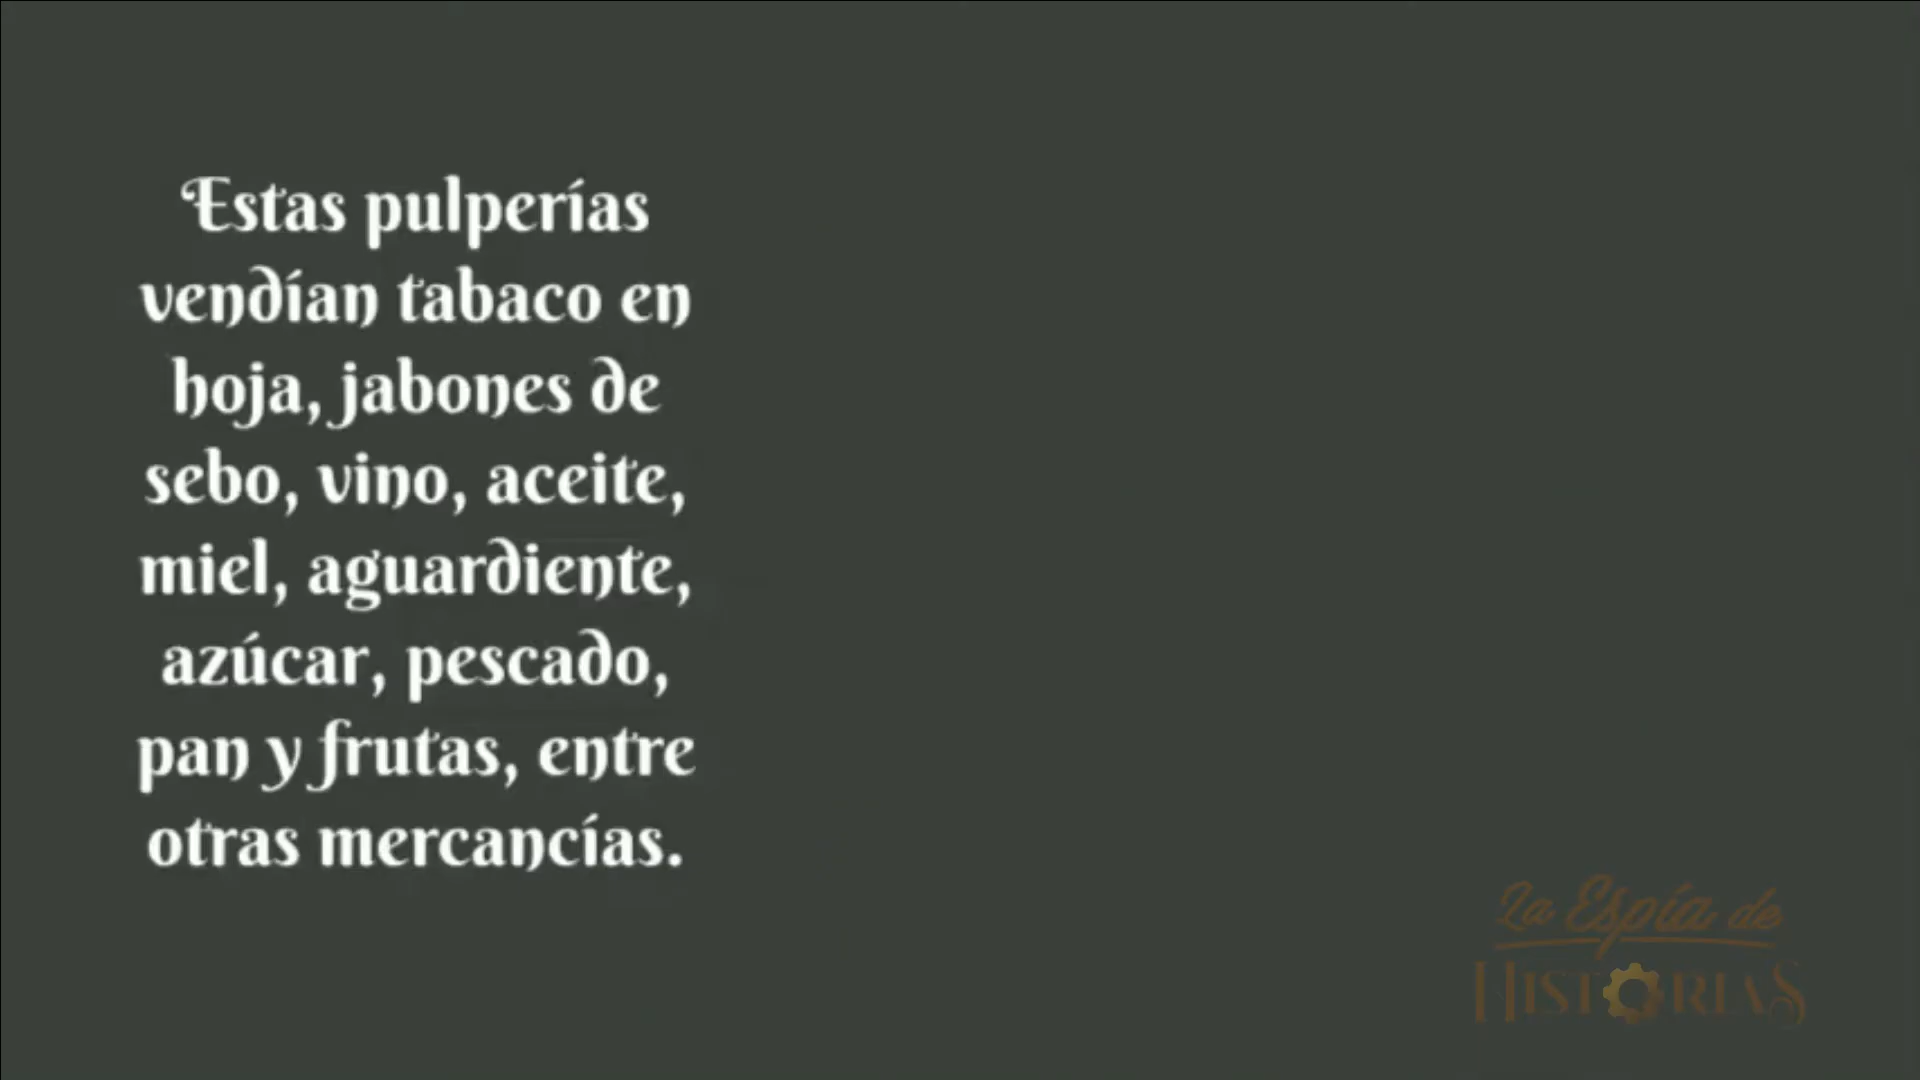 Estas pulperías
vendían tabaco en
hoja, jabones de
sebo, vino, aceite,
miel, aguardiente,
azúcar, pescado,
pan y frutas, entre
otras mercancías.
La Espía de
HISTORIAS